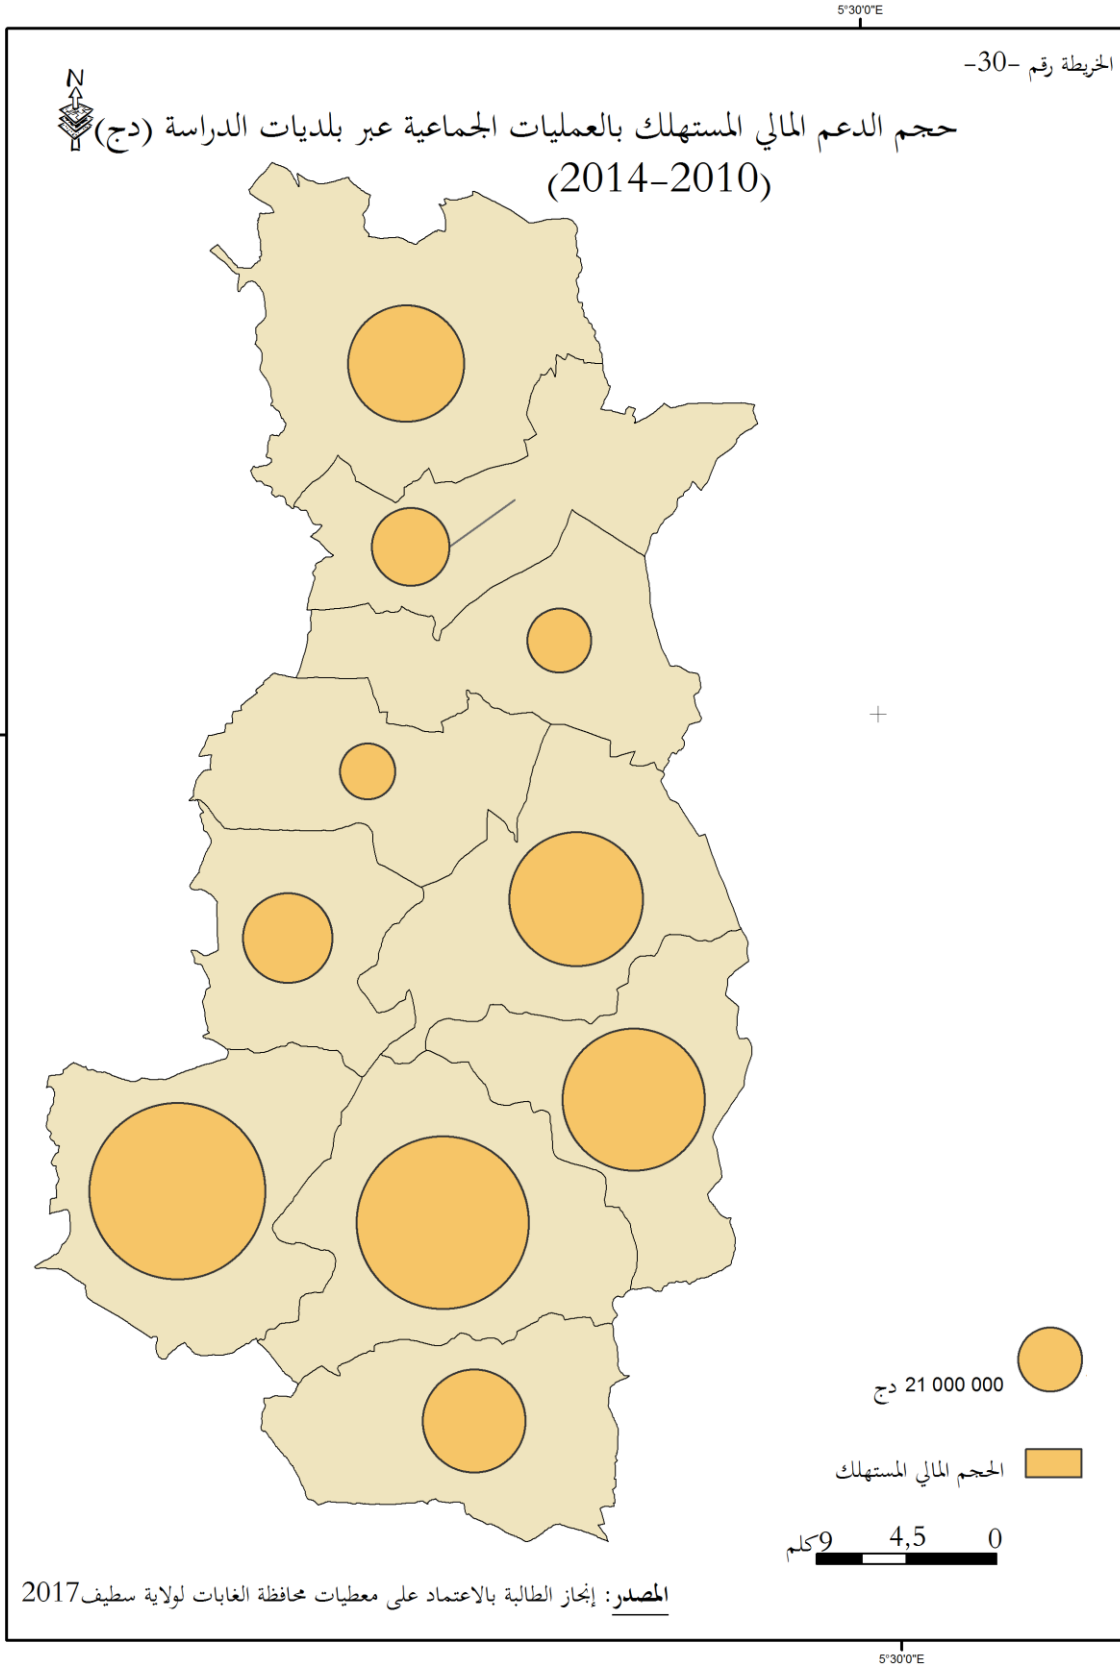 5°30'0"E
الخريطة رقم -30-
N
حجم الدعم المالي المستهلك بالعمليات الجماعية عبر بلديات الدراسة (دج)
(2014-2010)
21 000 000 دج
الحجم المالي المستهلك
0 4,5 9كلم
المصدر: إنجاز الطالبة بالاعتماد على معطيات محافظة الغابات لولاية سطيف2017
5°30'0"E